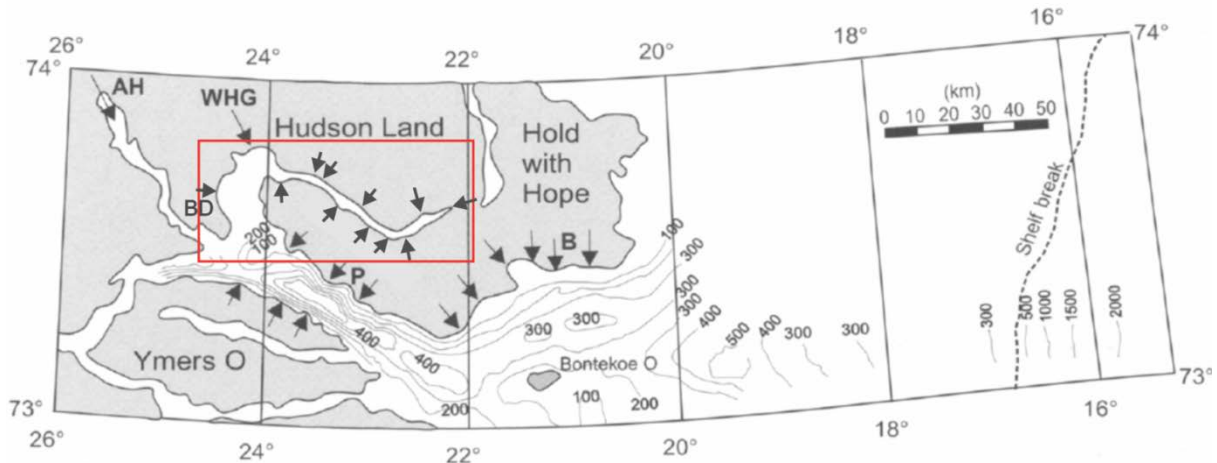 26°
24°
22°
20°
18°
16°
74°
74°
AH
WHG
Hudson Land
Hold
with
Hope
(km)
0 10 20 30 40 50
Shelf break
BD
200
100
B
P
100
300
300
300
400
500
400
300
300
300
500
1000
1500
2000
300
300
400
400
Ymers O
Bontekoe O
100
200
200
73°
73°
26°
24°
22°
20°
18°
16°